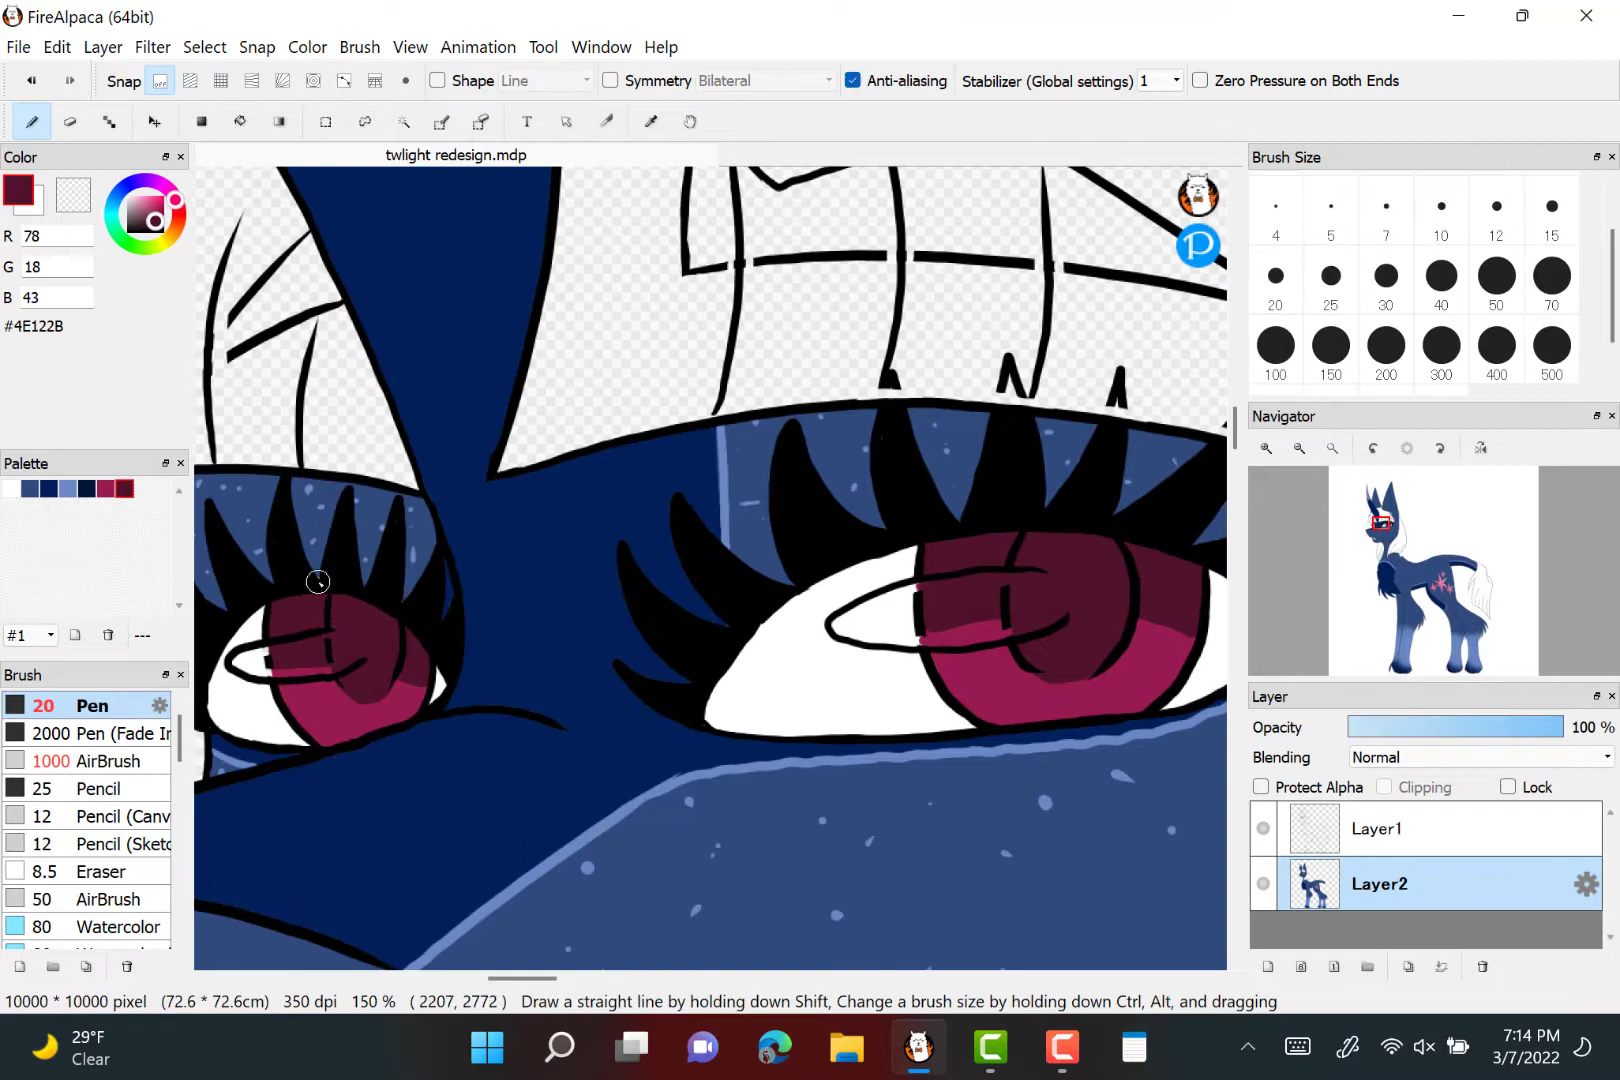 FireAlpaca (64bit)
File Edit Layer Filter Select Snap Color Brush View Animation Tool Window Help
Snap off Shape Line Symmetry Bilateral Anti-aliasing Stabilizer (Global settings) 1 Zero Pressure on Both Ends
T
Color
twlight redesign.mdp
Brush Size
R 78
G 18
B 43
#4E122B
P
4 5 7 10 12 15
20 25 30 40 50 70
100 150 200 300 400 500
Navigator
Palette
#1 ---
Brush
20 Pen
2000 Pen (Fade Ir
1000 AirBrush
25 Pencil
12 Pencil (Canv
12 Pencil (Sketc
8.5 Eraser
50 AirBrush
80 Watercolor
Layer
Opacity 100 %
Blending Normal
Protect Alpha Clipping Lock
Layer1
Layer2
10000 * 10000 pixel (72.6 * 72.6cm) 350 dpi 150 % ( 2207, 2772 ) Draw a straight line by holding down Shift, Change a brush size by holding down Ctrl, Alt, and dragging
29°F
Clear
7:14 PM
3/7/2022